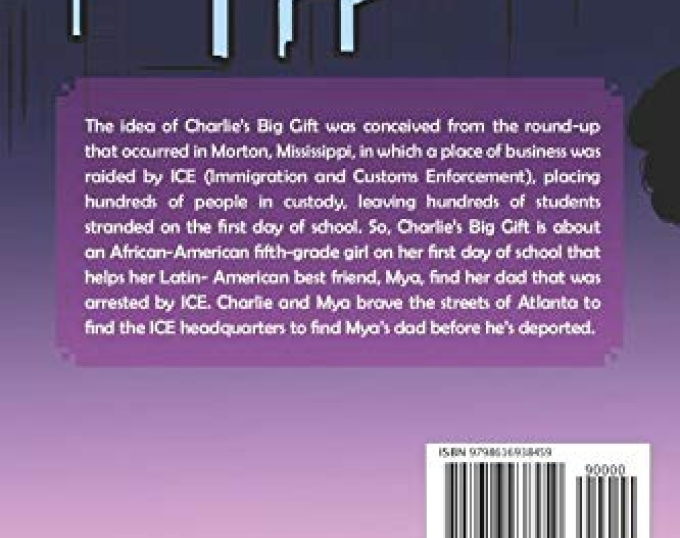 The idea of Charlie's Big Gift was conceived from the round-up
that occurred in Morton, Mississippi, in which a place of business was
raided by ICE (Immigration and Customs Enforcement), placing
hundreds of people in custody, leaving hundreds of students
stranded on the first day of school. So, Charlie's Big Gift is about
an African-American fifth-grade girl on her first day of school that
helps her Latin- American best friend, Mya, find her dad that was
arrested by ICE. Charlie and Mya brave the streets of Atlanta to
find the ICE headquarters to find Mya's dad before he's deported.
ISBN 9798636938459
90000